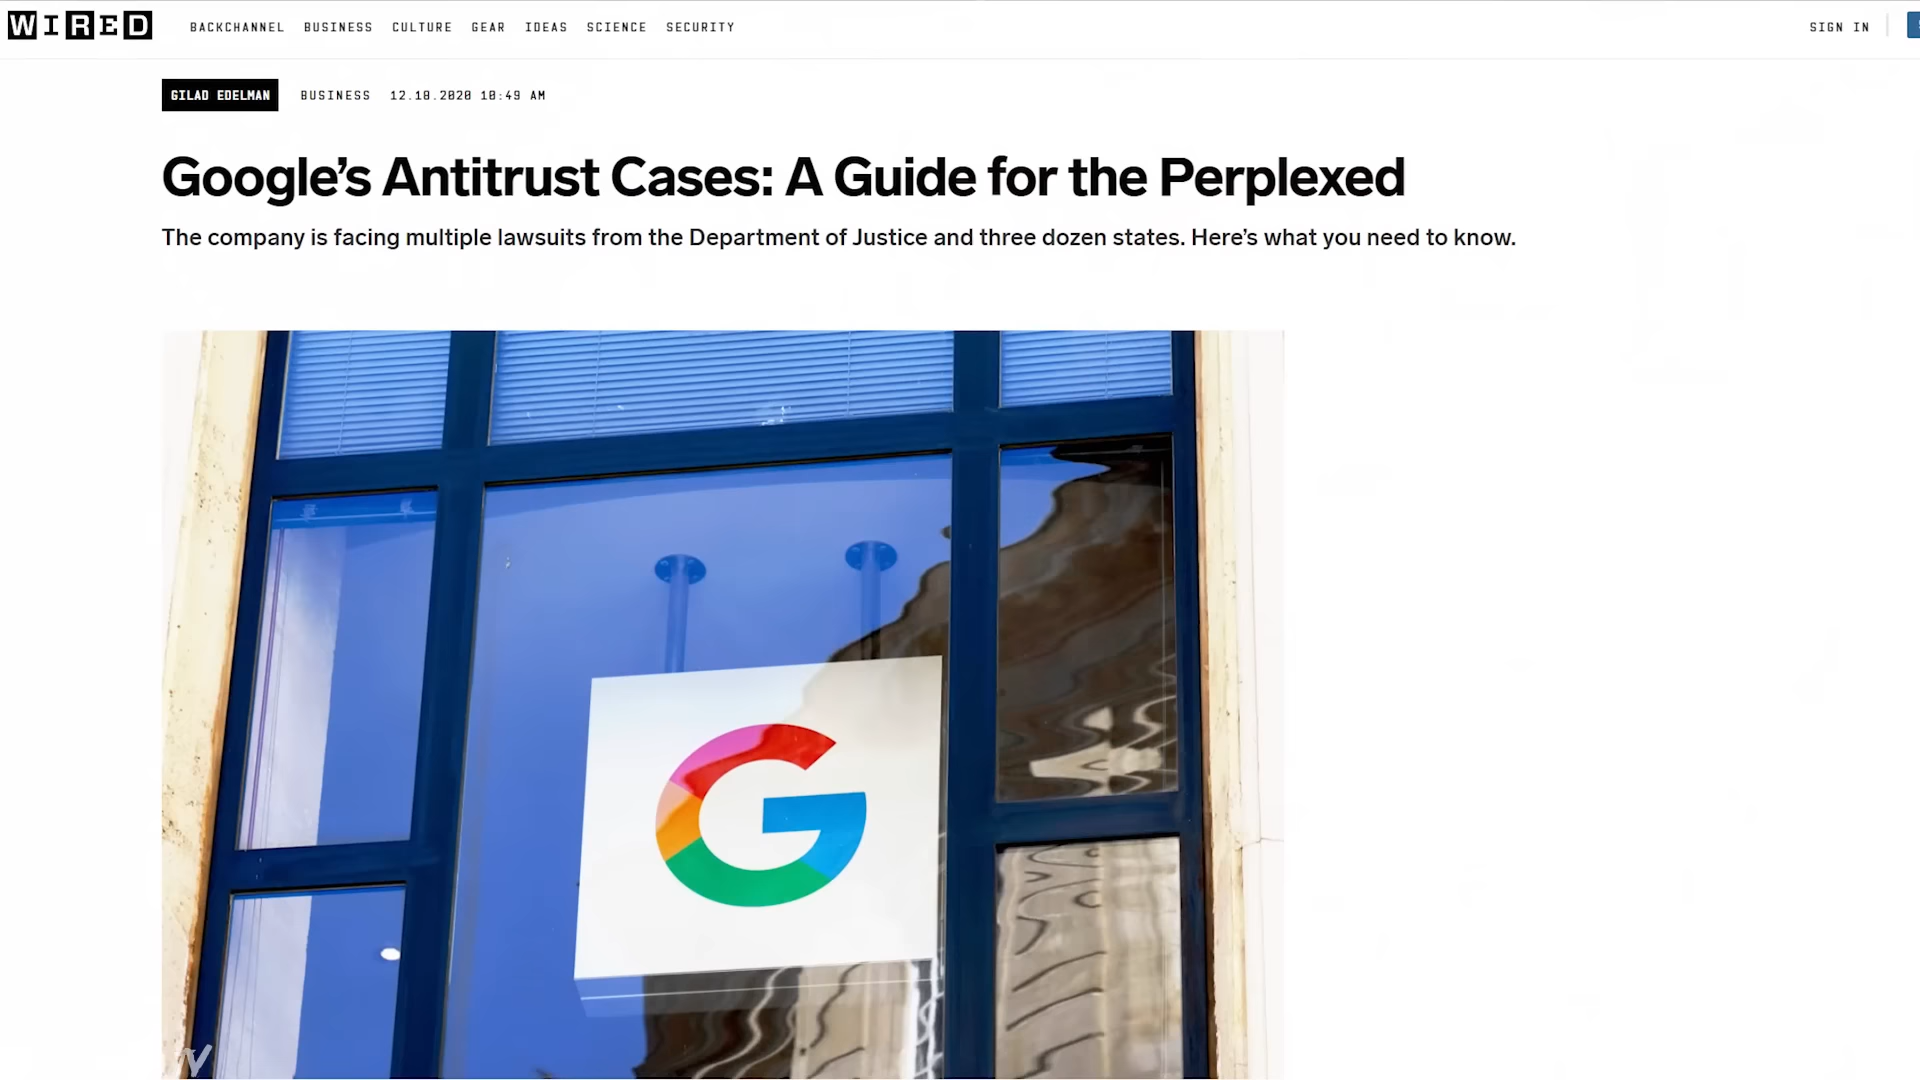 WIRED
BACKCHANNEL BUSINESS CULTURE GEAR IDEAS SCIENCE SECURITY
SIGN IN
GILAD EDELMAN BUSINESS 12.18.2020 10:49 AM
Google’s Antitrust Cases: A Guide for the Perplexed
The company is facing multiple lawsuits from the Department of Justice and three dozen states. Here’s what you need to know.
G